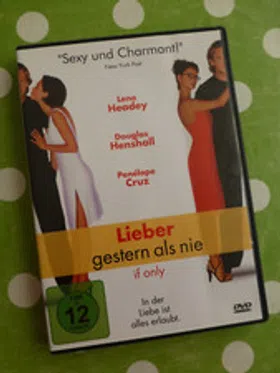 "Sexy und Charmant!"
New York Post
Lena
Headey
Douglas
Henshall
Penélope
Cruz
Lieber
gestern als nie
if only
12
In der
Liebe ist
alles erlaubt.
DVD